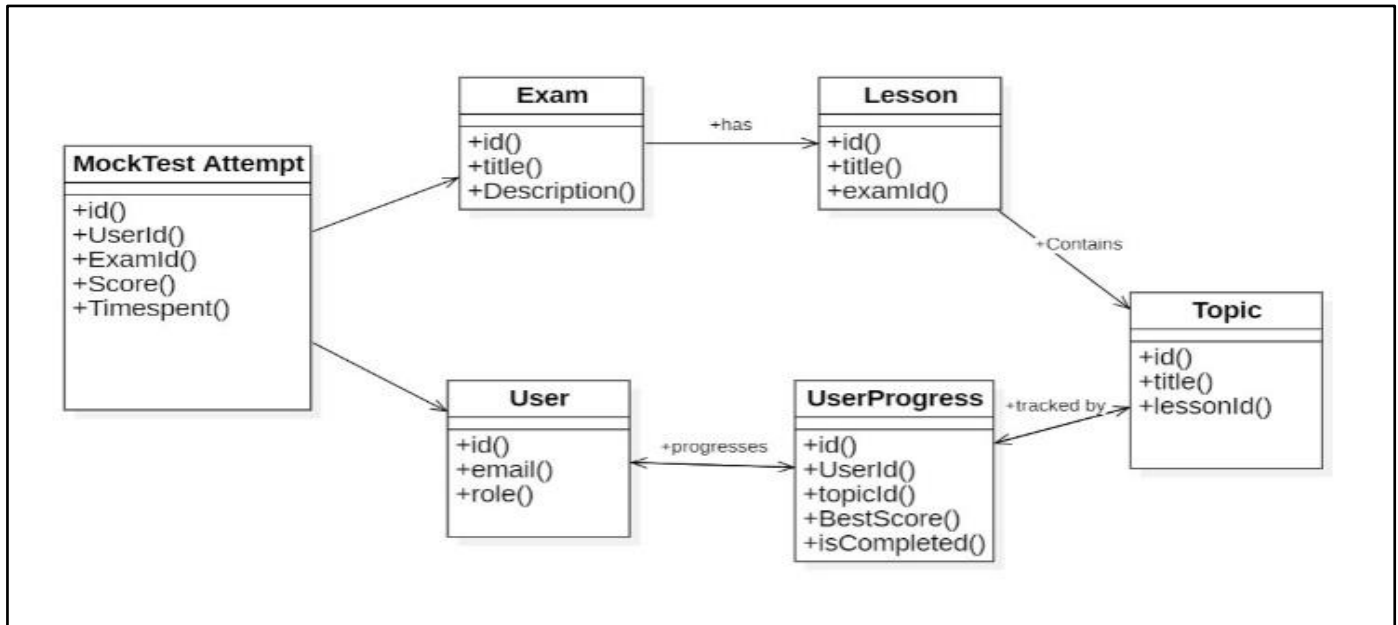 Exam
+id()
+title()
+Description()
+has
Lesson
+id()
+title()
+examId()
MockTest Attempt
+id()
+UserId()
+ExamId()
+Score()
+Timespent()
+Contains
Topic
+id()
+title()
+lessonId()
User
+id()
+email()
+role()
+progresses
UserProgress
+id()
+UserId()
+topicId()
+BestScore()
+isCompleted()
+tracked by